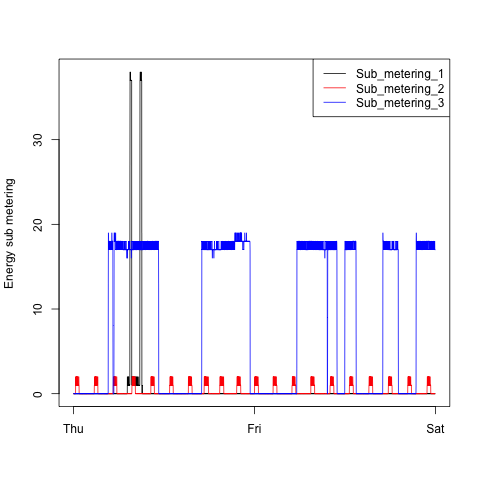 Sub_metering_1
Sub_metering_2
Sub_metering_3
Energy sub metering
30
20
10
0
Thu Fri Sat